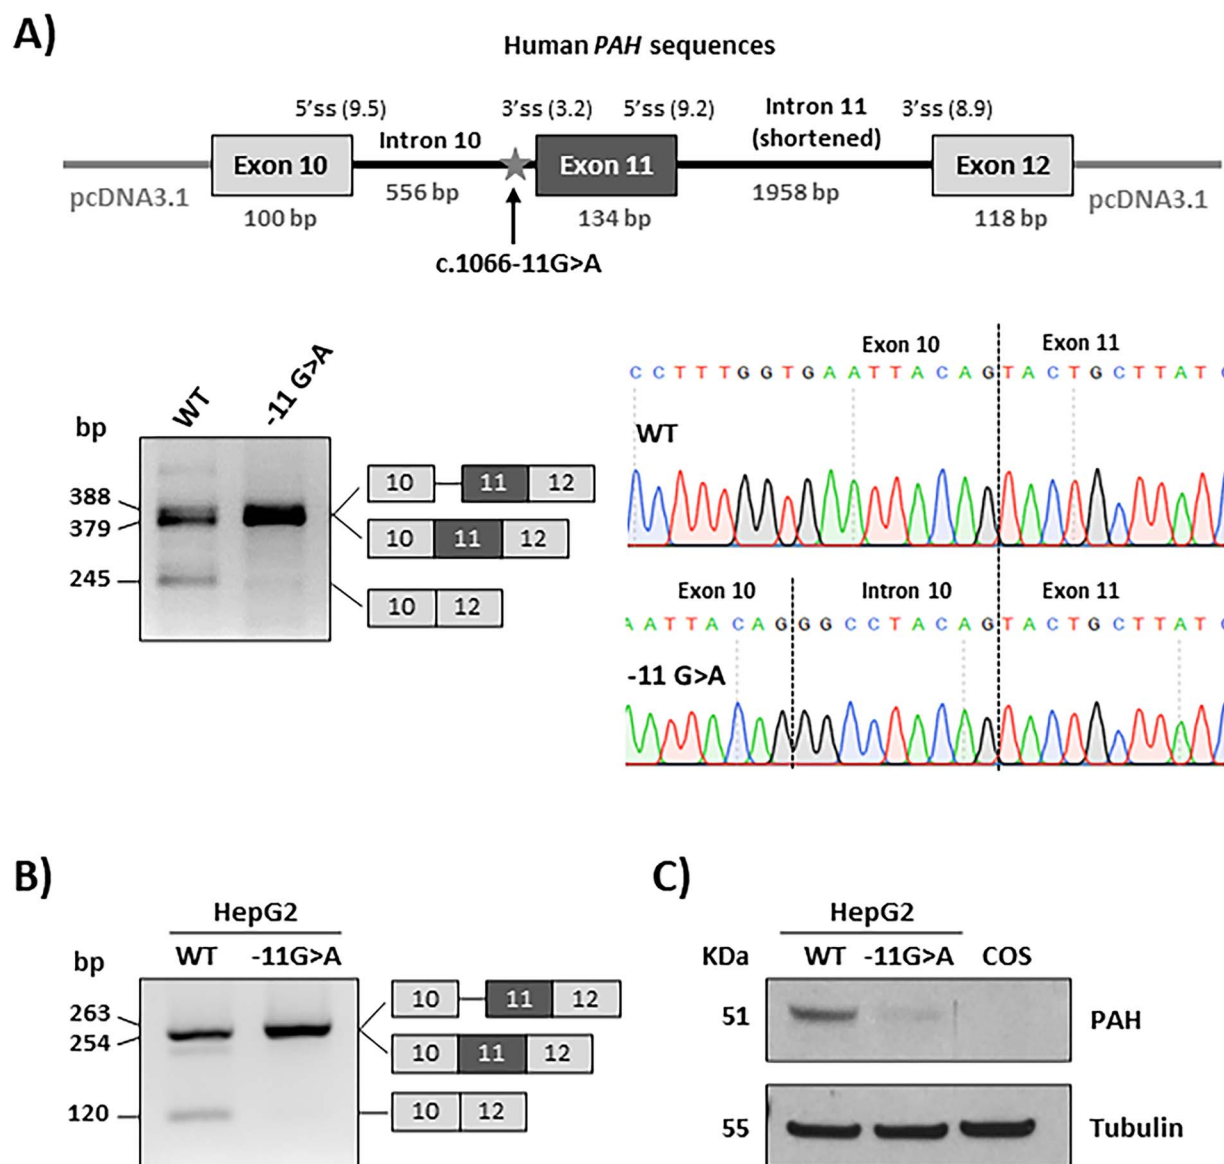 A)
Human PAH sequences
5'ss (9.5) 3'ss (3.2) 5'ss (9.2) Intron 11 (shortened) 3'ss (8.9)
Exon 10 Intron 10 Exon 11 Exon 12
pcDNA3.1 556 bp 1958 bp pcDNA3.1
100 bp 134 bp 118 bp
c.1066-11G>A
bp WT -11 G>A
388 10 11 12
379 10 11 12
245 10 12
Exon 10 Exon 11
C C T T T G G T G A A T T A C A G T A C T G C T T A T
WT
Exon 10 Intron 10 Exon 11
A A T T A C A G G G C C T A C A G T A C T G C T T A T
-11 G>A
B)
HepG2
bp WT -11G>A
263 10 11 12
254 10 11 12
120 10 12
C)
HepG2
KDa WT -11G>A COS
51 PAH
55 Tubulin